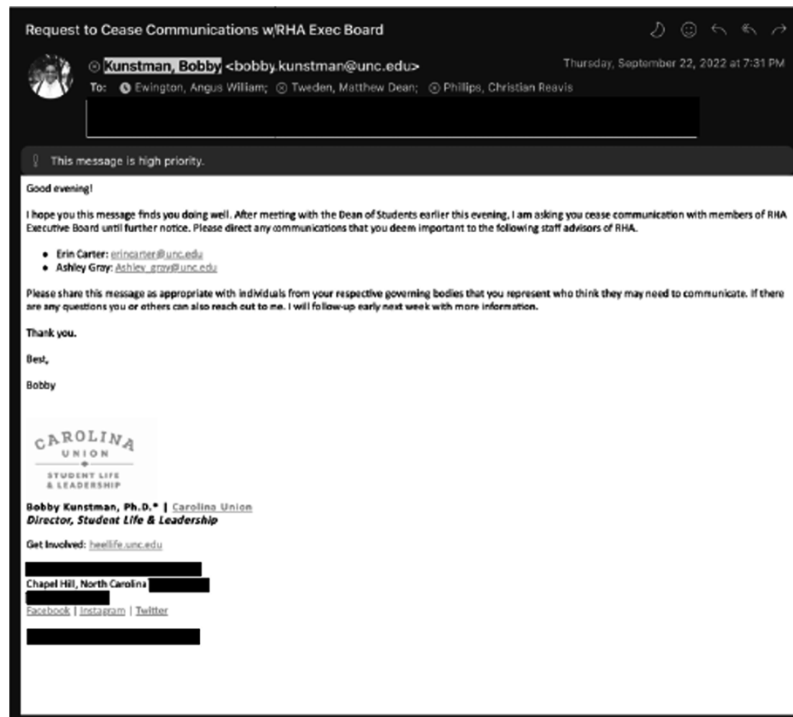 Request to Cease Communications w/RHA Exec Board
Kunstman, Bobby <bobby.kunstman@unc.edu>
Thursday, September 22, 2022 at 7:31 PM
To: Ewington, Angus William; Tweden, Matthew Dean; Phillips, Christian Reavis
This message is high priority.
Good evening!
I hope you this message finds you doing well. After meeting with the Dean of Students earlier this evening, I am asking you cease communication with members of RHA
Executive Board until further notice. Please direct any communications that you deem important to the following staff advisors of RHA.
• Erin Carter: erincarter@unc.edu
• Ashley Gray: Ashley_gray@unc.edu
Please share this message as appropriate with individuals from your respective governing bodies that you represent who think they may need to communicate. If there
are any questions you or others can also reach out to me. I will follow-up early next week with more information.
Thank you.
Best,
Bobby
CAROLINA
UNION
STUDENT LIFE
& LEADERSHIP
Bobby Kunstman, Ph.D.* | Carolina Union
Director, Student Life & Leadership
Get Involved: heellife.unc.edu
Chapel Hill, North Carolina
Facebook | Instagram | Twitter